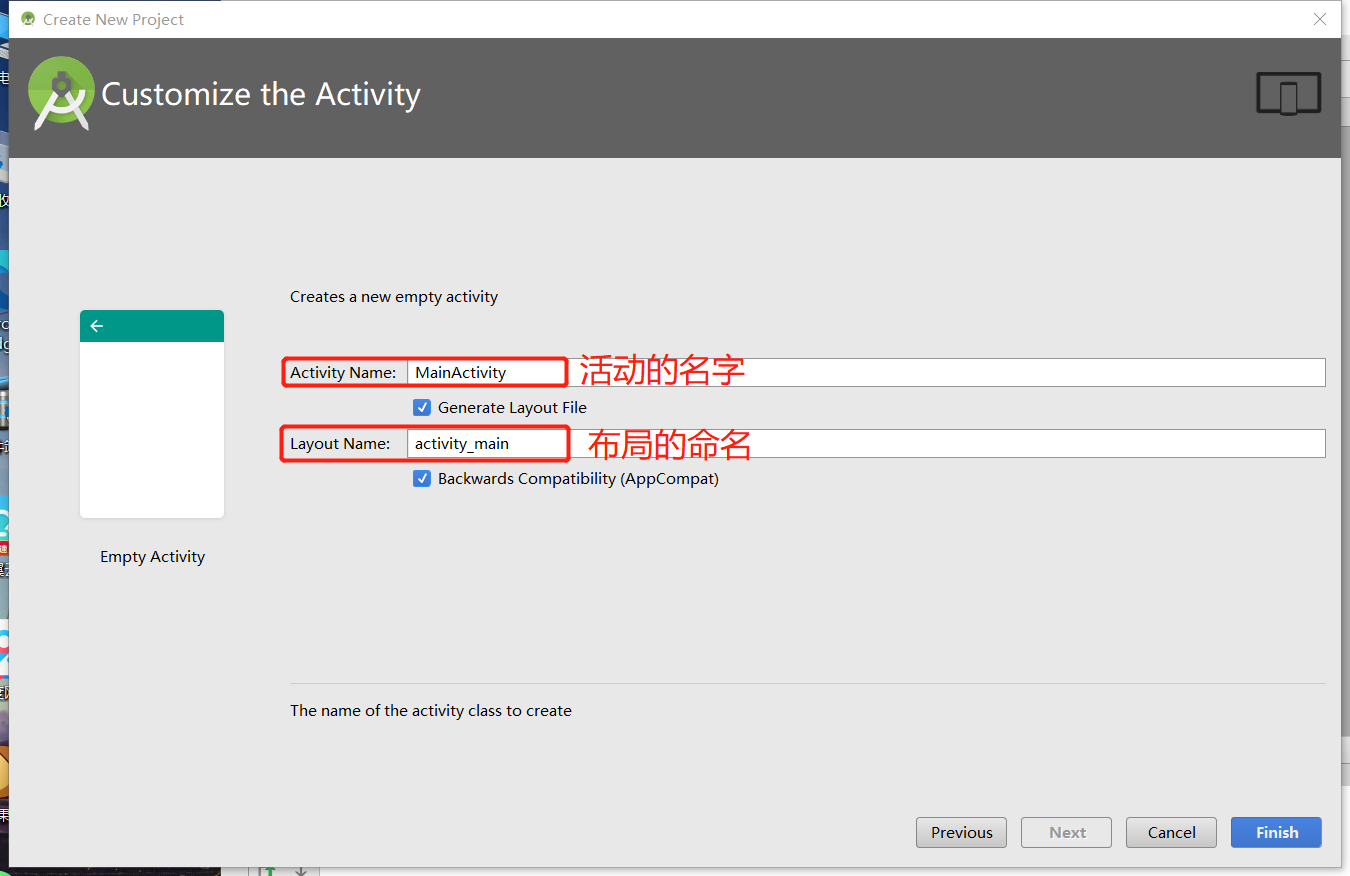 Create New Project
Customize the Activity
Creates a new empty activity
Activity Name: MainActivity 活动的名字
Generate Layout File
Layout Name: activity_main 布局的命名
Backwards Compatibility (AppCompat)
Empty Activity
The name of the activity class to create
Previous Next Cancel Finish